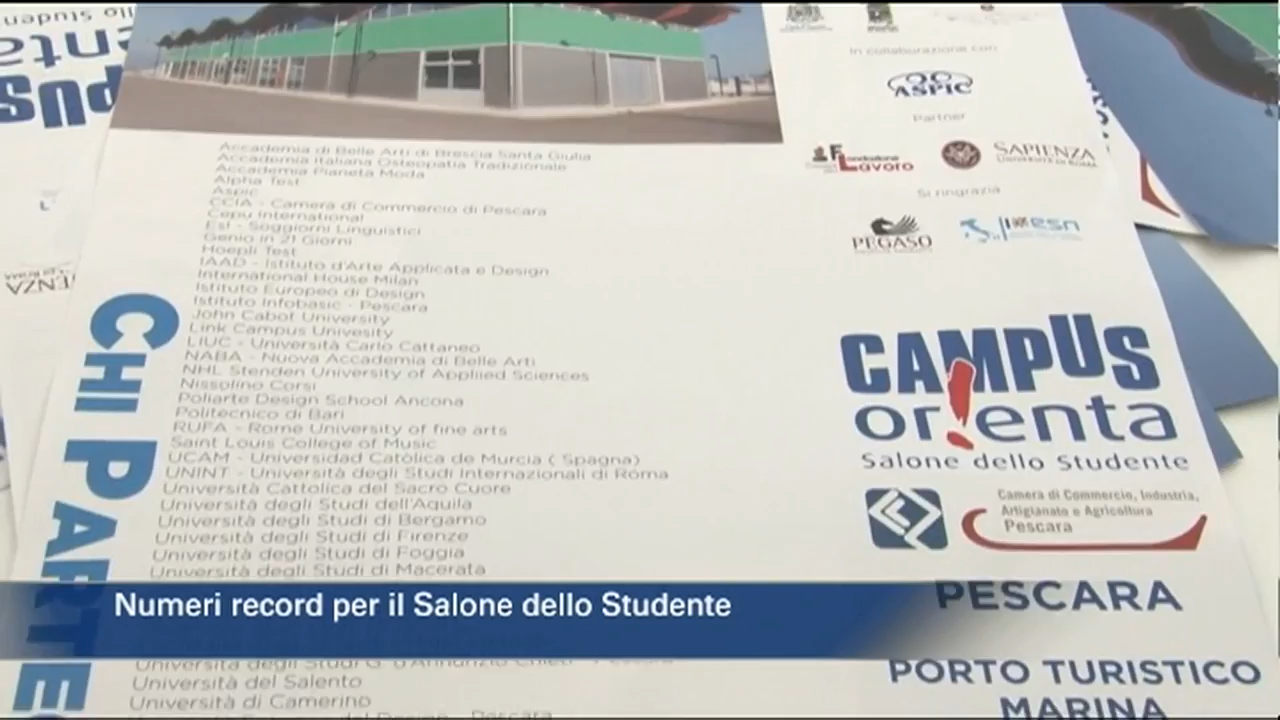 In collaborazione con
ASPIC
Partner
Fondazione
Lavoro
SAPIENZA
UNIVERSITÀ DI ROMA
Si ringrazia
PEGASO
esn
Accademia di Belle Arti di Brescia Santa Giulia
Accademia Italiana Osteopatia Tradizionale
Accademia Pianeta Moda
Alpha Test
Aspic
CCIA - Camera di Commercio di Pescara
Cepu International
Esl - Soggiorni Linguistici
Genio in 21 Giorni
Hoepli Test
IAAD - Istituto d'Arte Applicata e Design
International House Milan
Istituto Europeo di Design
Istituto Infobasic - Pescara
John Cabot University
Link Campus Univesity
LIUC - Università Carlo Cattaneo
NABA - Nuova Accademia di Belle Arti
NHL Stenden University of Appliied Sciences
Nissolino Corsi
Poliarte Design School Ancona
Politecnico di Bari
RUFA - Rome University of fine arts
Saint Louis College of Music
UCAM - Universidad Católica de Murcia ( Spagna)
UNINT - Università degli Studi Internazionali di Roma
Università Cattolica del Sacro Cuore
Università degli Studi dell'Aquila
Università degli Studi di Bergamo
Università degli Studi di Firenze
Università degli Studi di Foggia
Università degli Studi di Macerata
Università degli Studi G. d'Annunzio Chieti - Pescara
Università del Salento
Università di Camerino
CHI PARTE
CAMPUS
or!enta
Salone dello Studente
Camera di Commercio, Industria,
Artigianato e Agricoltura
Pescara
PESCARA
PORTO TURISTICO
MARINA
Numeri record per il Salone dello Studente